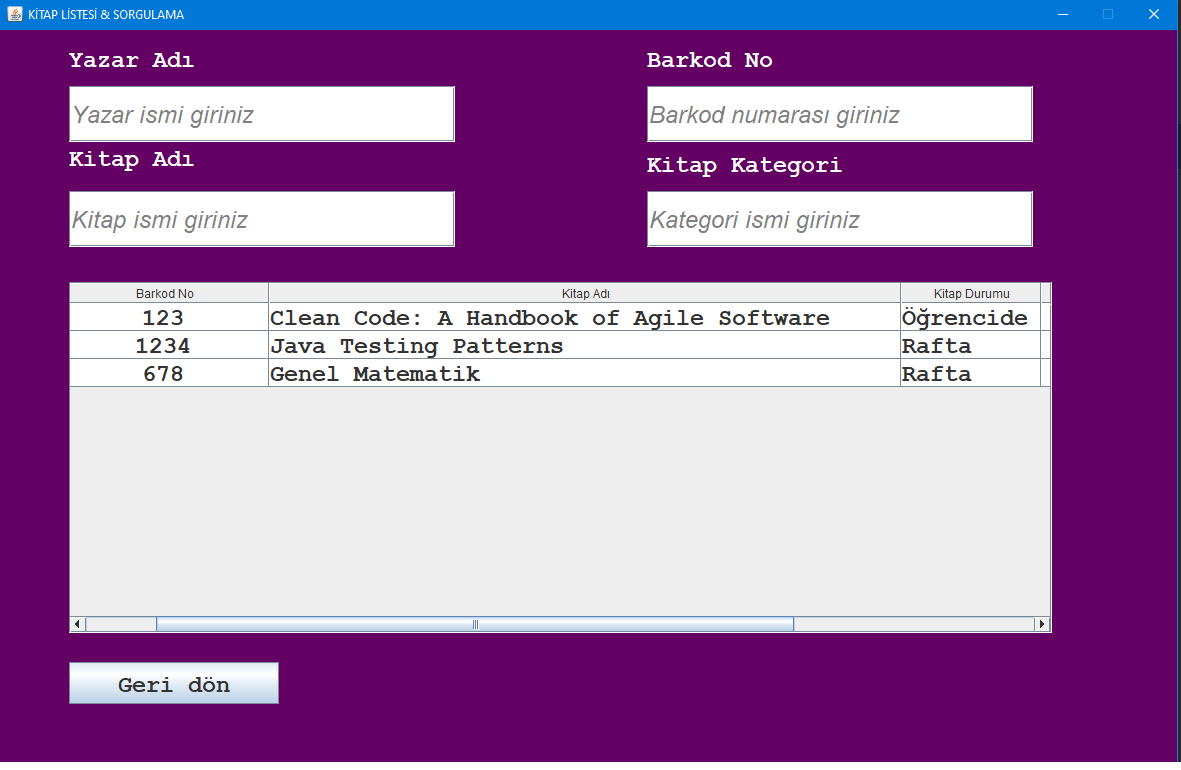 KİTAP LİSTESİ & SORGULAMA
Yazar Adı
Barkod No
Yazar ismi giriniz
Barkod numarası giriniz
Kitap Adı
Kitap Kategori
Kitap ismi giriniz
Kategori ismi giriniz
Barkod No Kitap Adı Kitap Durumu
123 Clean Code: A Handbook of Agile Software Öğrencide
1234 Java Testing Patterns Rafta
678 Genel Matematik Rafta
Geri dön